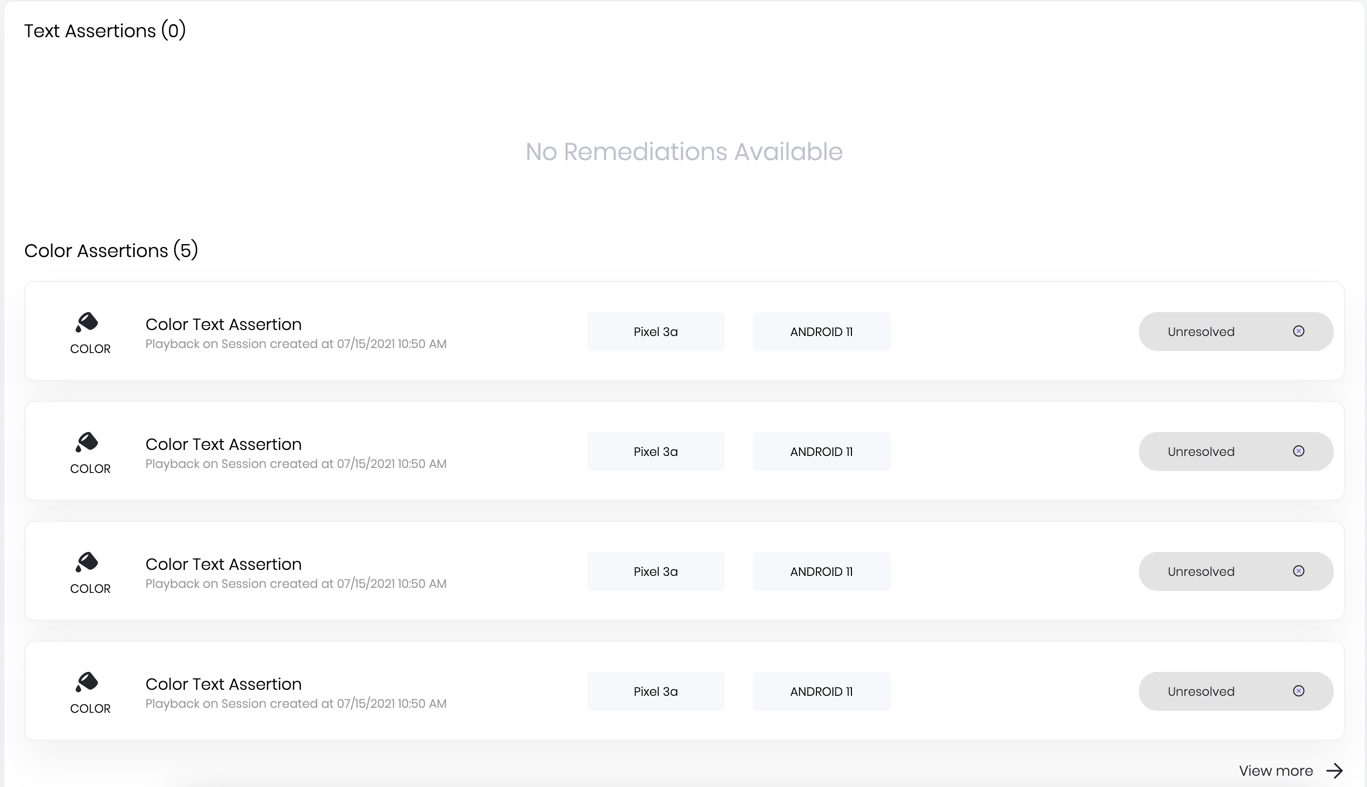 Text Assertions (0)
No Remediations Available
Color Assertions (5)
COLOR
Color Text Assertion
Playback on Session created at 07/15/2021 10:50 AM
Pixel 3a
ANDROID 11
Unresolved
COLOR
Color Text Assertion
Playback on Session created at 07/15/2021 10:50 AM
Pixel 3a
ANDROID 11
Unresolved
COLOR
Color Text Assertion
Playback on Session created at 07/15/2021 10:50 AM
Pixel 3a
ANDROID 11
Unresolved
COLOR
Color Text Assertion
Playback on Session created at 07/15/2021 10:50 AM
Pixel 3a
ANDROID 11
Unresolved
View more